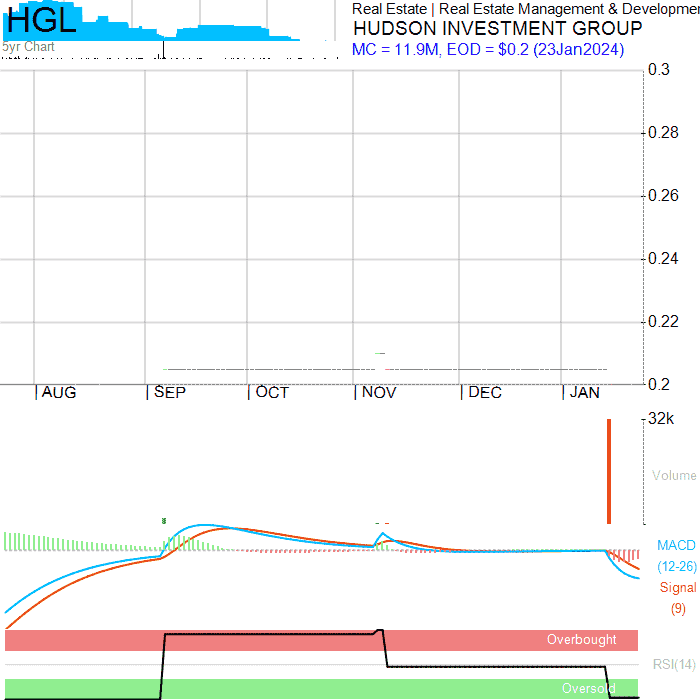 HGL
Real Estate | Real Estate Management & Developmen
HUDSON INVESTMENT GROUP
5yr Chart
MC = 11.9M, EOD = $0.2 (23Jan2024)
0.3
0.28
0.26
0.24
0.22
0.2
| AUG | SEP | OCT | NOV | DEC | JAN
32k
Volume
MACD
(12-26)
Signal
(9)
Overbought
RSI(14)
Oversold